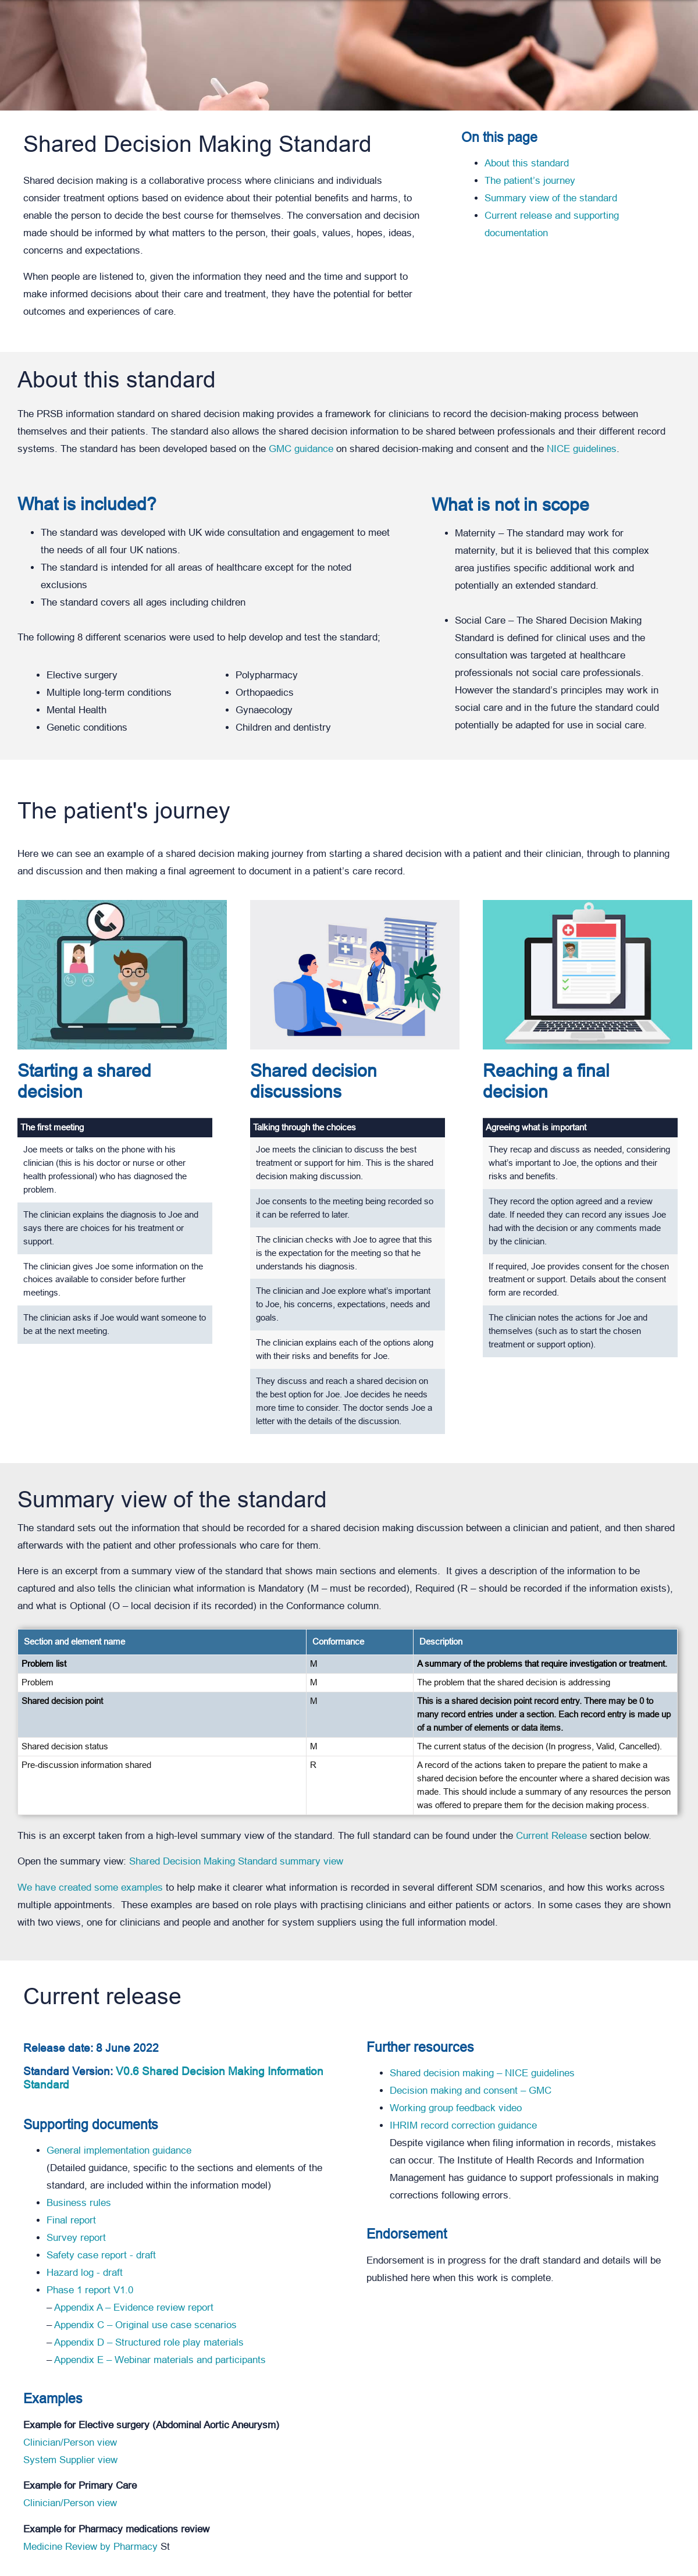 Shared Decision Making Standard
Shared decision making is a collaborative process where clinicians and individuals
consider treatment options based on evidence about their potential benefits and harms, to
enable the person to decide the best course for themselves. The conversation and decision
made should be informed by what matters to the person, their goals, values, hopes, ideas,
concerns and expectations.
When people are listened to, given the information they need and the time and support to
make informed decisions about their care and treatment, they have the potential for better
outcomes and experiences of care.
On this page
• About this standard
• The patient's journey
• Summary view of the standard
• Current release and supporting
documentation
About this standard
The PRSB information standard on shared decision making provides a framework for clinicians to record the decision-making process between
themselves and their patients. The standard also allows the shared decision information to be shared between professionals and their different record
systems. The standard has been developed based on the GMC guidance on shared decision-making and consent and the NICE guidelines.
What is included?
• The standard was developed with UK wide consultation and engagement to meet
the needs of all four UK nations.
• The standard is intended for all areas of healthcare except for the noted
exclusions
• The standard covers all ages including children
The following 8 different scenarios were used to help develop and test the standard;
• Elective surgery
• Multiple long-term conditions
• Mental Health
• Genetic conditions
• Polypharmacy
• Orthopaedics
• Gynaecology
• Children and dentistry
What is not in scope
• Maternity – The standard may work for
maternity, but it is believed that this complex
area justifies specific additional work and
potentially an extended standard.
• Social Care – The Shared Decision Making
Standard is defined for clinical uses and the
consultation was targeted at healthcare
professionals not social care professionals.
However the standard's principles may work in
social care and in the future the standard could
potentially be adapted for use in social care.
The patient's journey
Here we can see an example of a shared decision making journey from starting a shared decision with a patient and their clinician, through to planning
and discussion and then making a final agreement to document in a patient's care record.
Starting a shared
decision
The first meeting
Joe meets or talks on the phone with his
clinician (this is his doctor or nurse or other
health professional) who has diagnosed the
problem.
The clinician explains the diagnosis to Joe and
says there are choices for his treatment or
support.
The clinician gives Joe some information on the
choices available to consider before further
meetings.
The clinician asks if Joe would want someone to
be at the next meeting.
Shared decision
discussions
Talking through the choices
Joe meets the clinician to discuss the best
treatment or support for him. This is the shared
decision making discussion.
Joe consents to the meeting being recorded so
it can be referred to later.
The clinician checks with Joe to agree that this
is the expectation for the meeting so that he
understands his diagnosis.
The clinician and Joe explore what's important
to Joe, his concerns, expectations, needs and
goals.
The clinician explains each of the options along
with their risks and benefits for Joe.
They discuss and reach a shared decision on
the best option for Joe. Joe decides he needs
more time to consider. The doctor sends Joe a
letter with the details of the discussion.
Reaching a final
decision
Agreeing what is important
They recap and discuss as needed, considering
what's important to Joe, the options and their
risks and benefits.
They record the option agreed and a review
date. If needed they can record any issues Joe
had with the decision or any comments made
by the clinician.
If required, Joe provides consent for the chosen
treatment or support. Details about the consent
form are recorded.
The clinician notes the actions for Joe and
themselves (such as to start the chosen
treatment or support option).
Summary view of the standard
The standard sets out the information that should be recorded for a shared decision making discussion between a clinician and patient, and then shared
afterwards with the patient and other professionals who care for them.
Here is an excerpt from a summary view of the standard that shows main sections and elements. It gives a description of the information to be
captured and also tells the clinician what information is Mandatory (M – must be recorded), Required (R – should be recorded if the information exists),
and what is Optional (O – local decision if its recorded) in the Conformance column.
Section and element name Conformance Description
Problem list M A summary of the problems that require investigation or treatment.
Problem M The problem that the shared decision is addressing
Shared decision point M This is a shared decision point record entry. There may be 0 to
many record entries under a section. Each record entry is made up
of a number of elements or data items.
Shared decision status M The current status of the decision (In progress, Valid, Cancelled).
Pre-discussion information shared R A record of the actions taken to prepare the patient to make a
shared decision before the encounter where a shared decision was
made. This should include a summary of any resources the person
was offered to prepare them for the decision making process.
This is an excerpt taken from a high-level summary view of the standard. The full standard can be found under the Current Release section below.
Open the summary view: Shared Decision Making Standard summary view
We have created some examples to help make it clearer what information is recorded in several different SDM scenarios, and how this works across
multiple appointments. These examples are based on role plays with practising clinicians and either patients or actors. In some cases they are shown
with two views, one for clinicians and people and another for system suppliers using the full information model.
Current release
Release date: 8 June 2022
Standard Version: V0.6 Shared Decision Making Information
Standard
Supporting documents
• General implementation guidance
(Detailed guidance, specific to the sections and elements of the
standard, are included within the information model)
• Business rules
• Final report
• Survey report
• Safety case report - draft
• Hazard log - draft
• Phase 1 report V1.0
– Appendix A – Evidence review report
– Appendix C – Original use case scenarios
– Appendix D – Structured role play materials
– Appendix E – Webinar materials and participants
Examples
Example for Elective surgery (Abdominal Aortic Aneurysm)
Clinician/Person view
System Supplier view
Example for Primary Care
Clinician/Person view
Example for Pharmacy medications review
Medicine Review by Pharmacy St
Further resources
• Shared decision making – NICE guidelines
• Decision making and consent – GMC
• Working group feedback video
• IHRIM record correction guidance
Despite vigilance when filing information in records, mistakes
can occur. The Institute of Health Records and Information
Management has guidance to support professionals in making
corrections following errors.
Endorsement
Endorsement is in progress for the draft standard and details will be
published here when this work is complete.